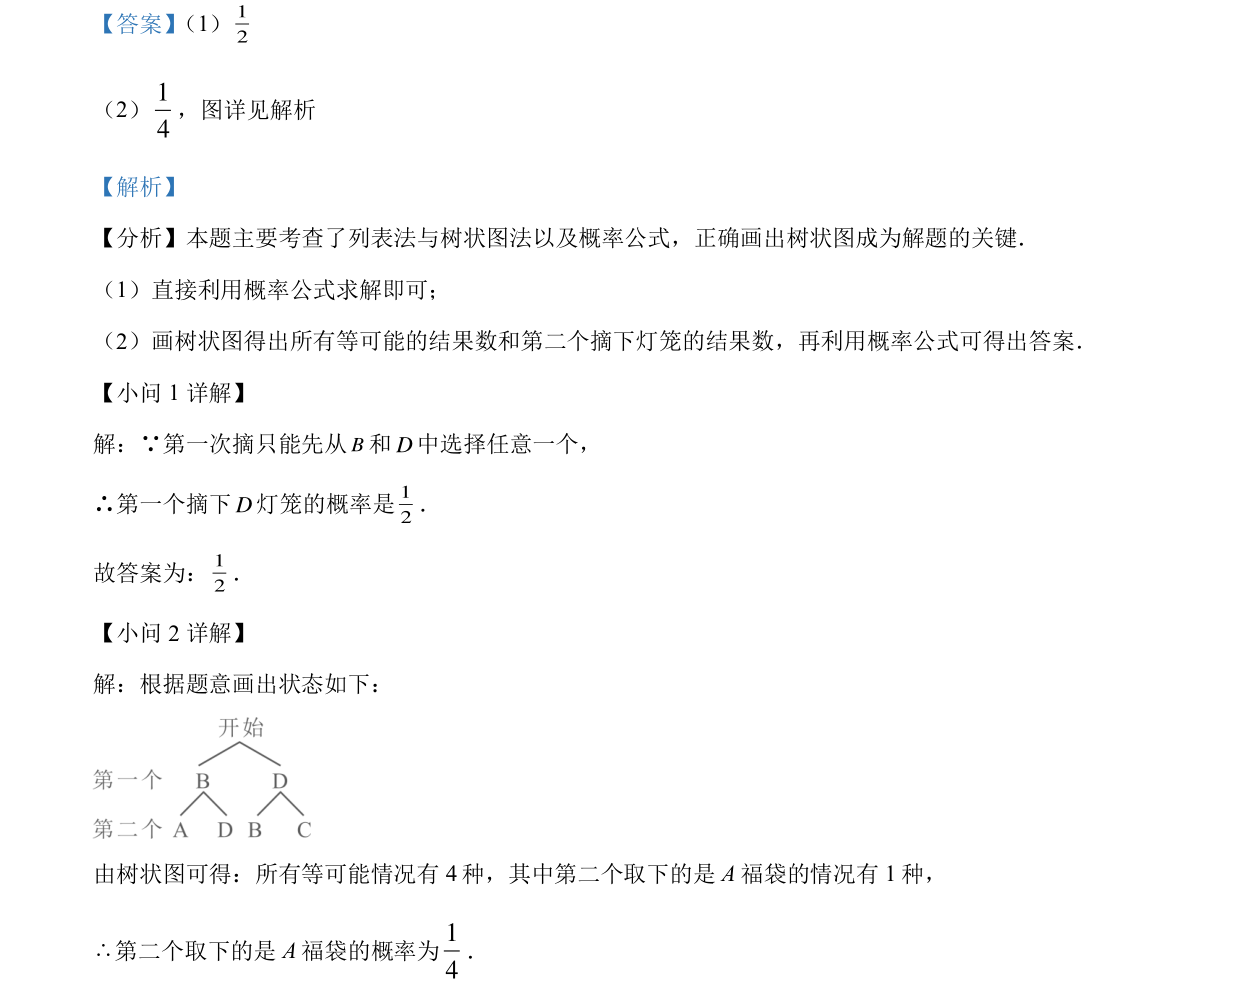 【答案】（1）1/2
（2）1/4，图详见解析
【解析】
【分析】本题主要考查了列表法与树状图法以及概率公式，正确画出树状图成为解题的关键．
（1）直接利用概率公式求解即可；
（2）画树状图得出所有等可能的结果数和第二个摘下灯笼的结果数，再利用概率公式可得出答案．
【小问 1 详解】
解：∵第一次摘只能先从 B 和 D 中选择任意一个，
∴第一个摘下 D 灯笼的概率是 1/2．
故答案为：1/2．
【小问 2 详解】
解：根据题意画出状态如下：
开始
第一个 B D
第二个 A D B C
由树状图可得：所有等可能情况有 4 种，其中第二个取下的是 A 福袋的情况有 1 种，
∴第二个取下的是 A 福袋的概率为 1/4．